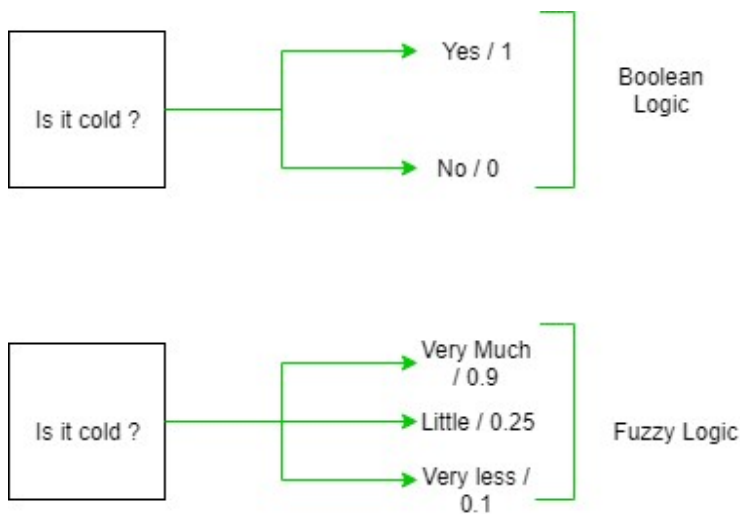 Is it cold ?
Yes / 1
No / 0
Boolean
Logic
Is it cold ?
Very Much
/ 0.9
Little / 0.25
Very less /
0.1
Fuzzy Logic